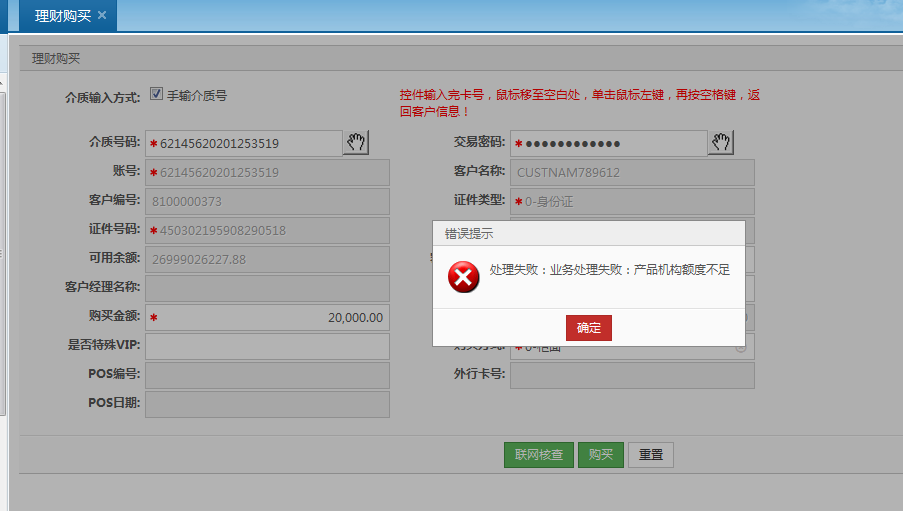 理财购买 ×
理财购买
介质输入方式: 手输介质号
控件输入完卡号，鼠标移至空白处，单击鼠标左键，再按空格键，返
回客户信息！
介质号码: *62145620201253519
交易密码: *●●●●●●●●●●●●
账号: *62145620201253519
客户名称: CUSTNAM789612
客户编号: 8100000373
证件类型: *0-身份证
证件号码: *450302195908290518
错误提示
可用余额: 26999026227.88
处理失败：业务处理失败：产品机构额度不足
客户经理名称:
购买金额: * 20,000.00
确定
是否特殊VIP:
POS编号:
外行卡号:
POS日期:
联网核查 购买 重置